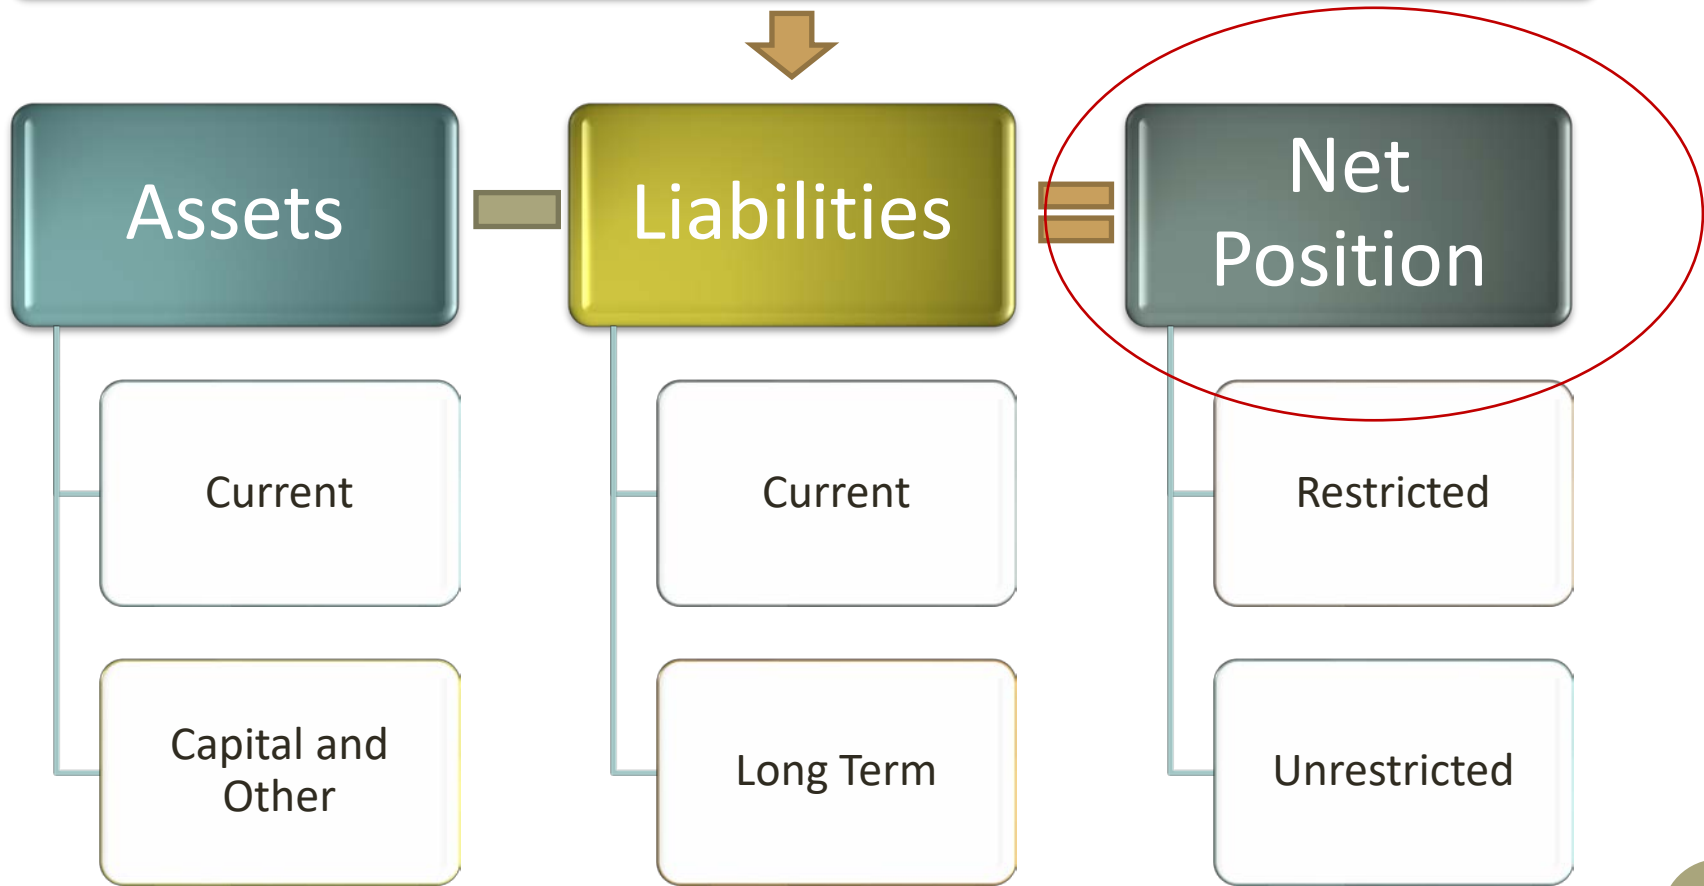 Assets
Liabilities
Net
Position
Current
Current
Restricted
Capital and
Other
Long Term
Unrestricted